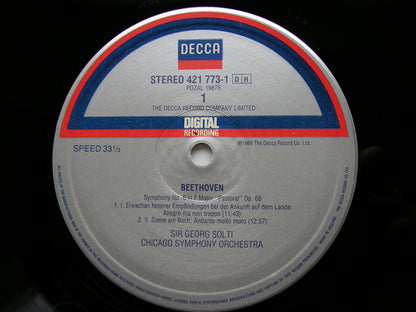 DECCA
STEREO 421 773-1 DH
POZAL 19875
1
THE DECCA RECORD COMPANY LIMITED
DIGITAL
RECORDING
SPEED 33⅓
℗ 1989 The Decca Record Co. Ltd.
BEETHOVEN
Symphony No. 6 in F Major "Pastoral" Op. 68
1. I. Erwachen heiterer Empfindungen bei der Ankunft auf dem Lande:
Allegro ma non troppo (11:43)
2. II. Szene am Bach: Andante molto moto (12:57)
SIR GEORG SOLTI
CHICAGO SYMPHONY ORCHESTRA